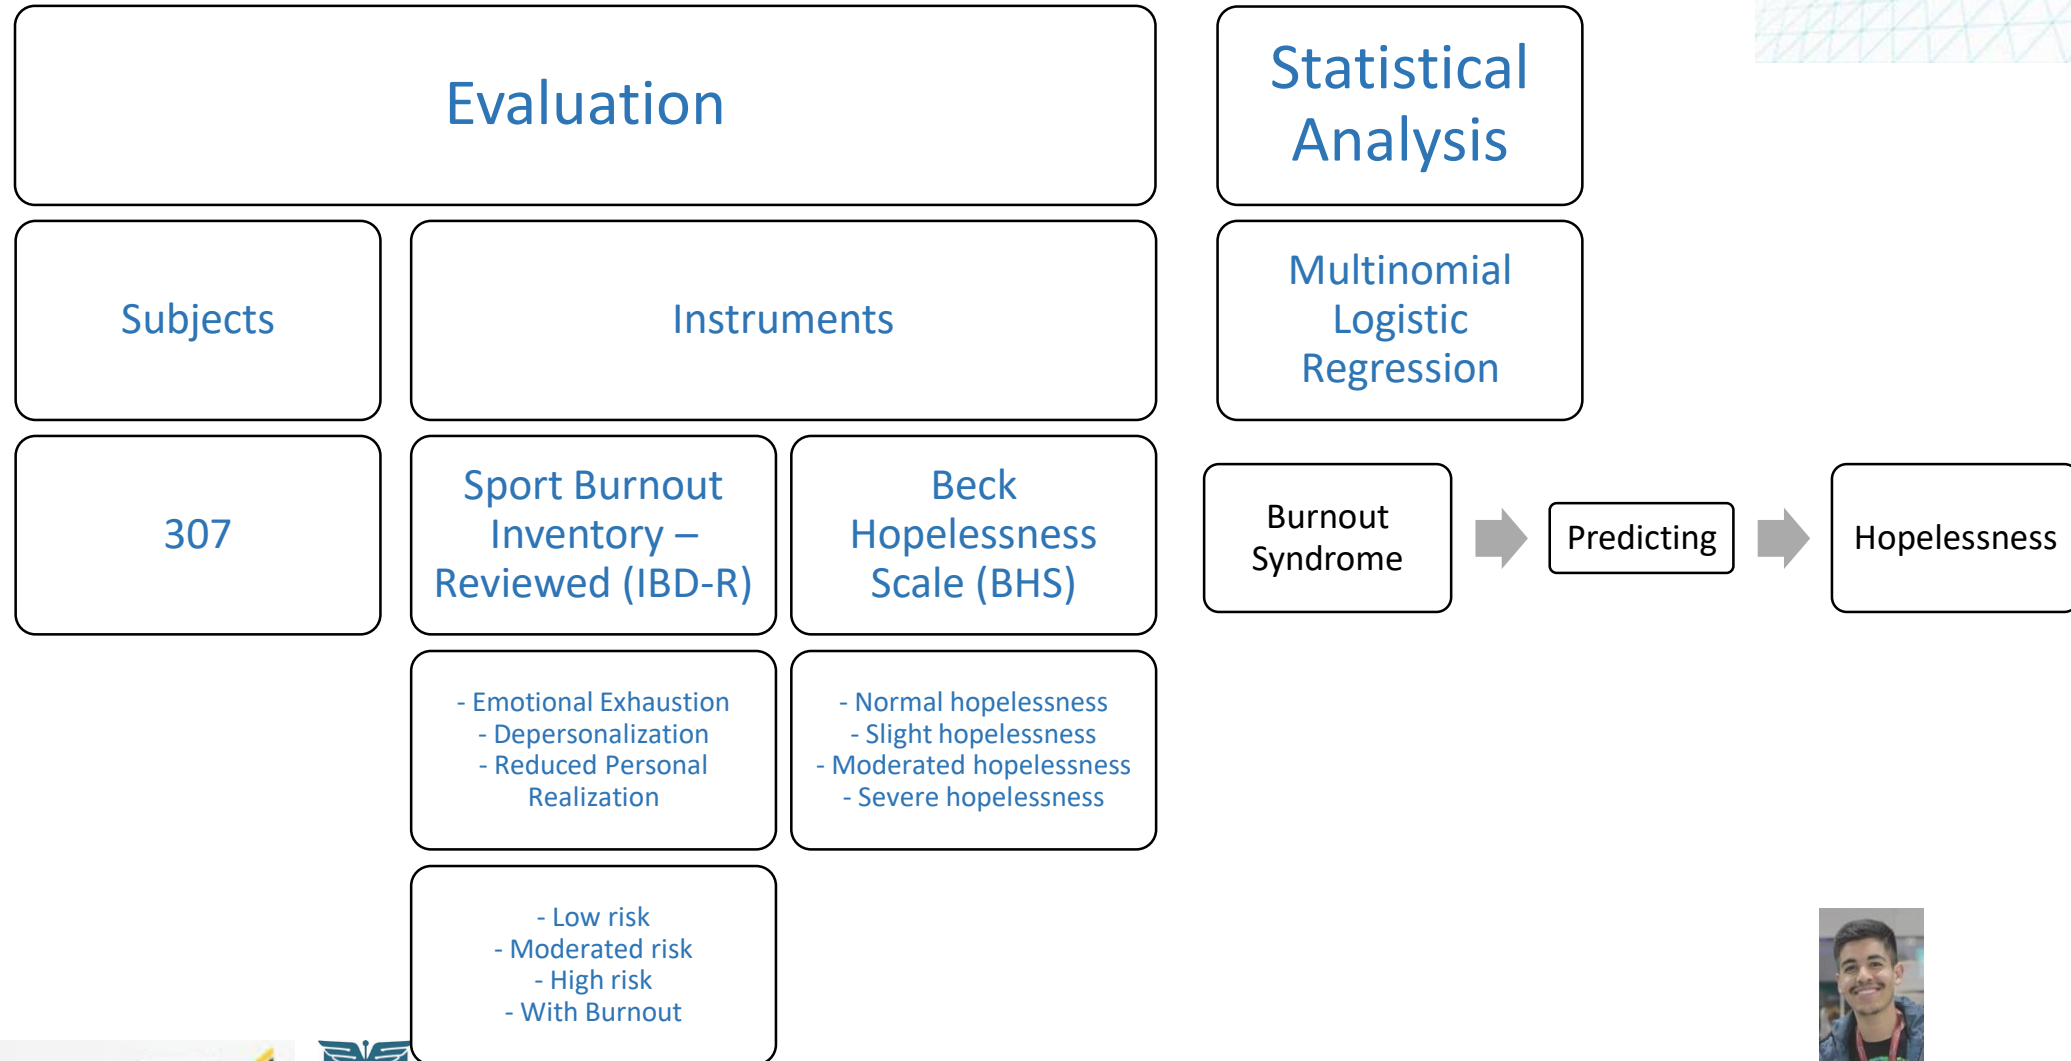 Evaluation
Statistical
Analysis
Subjects
Instruments
Multinomial
Logistic
Regression
307
Sport Burnout
Inventory –
Reviewed (IBD-R)
Beck
Hopelessness
Scale (BHS)
Burnout
Syndrome
Predicting
Hopelessness
- Emotional Exhaustion
- Depersonalization
- Reduced Personal
Realization
- Normal hopelessness
- Slight hopelessness
- Moderated hopelessness
- Severe hopelessness
- Low risk
- Moderated risk
- High risk
- With Burnout